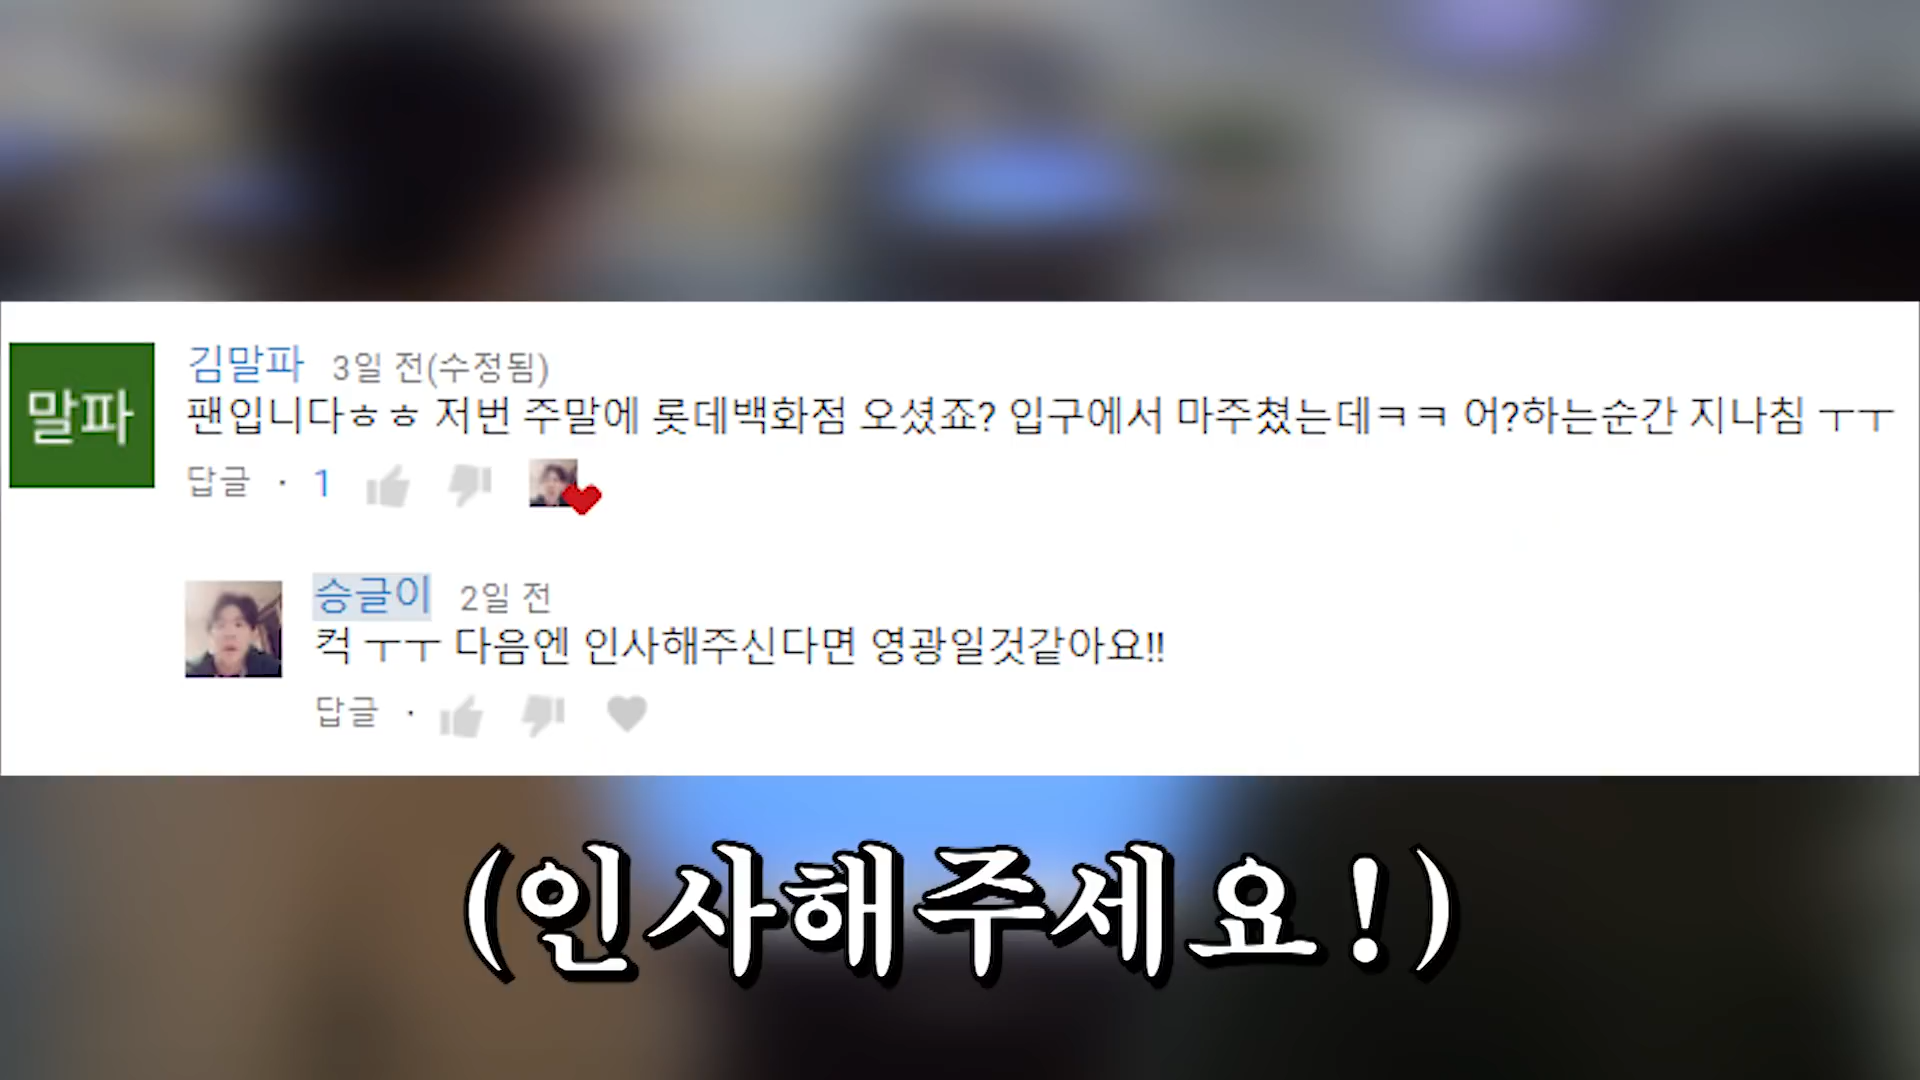 말파
김말파 3일 전(수정됨)
팬입니다ㅎㅎ 저번 주말에 롯데백화점 오셨죠? 입구에서 마주쳤는데ㅋㅋ 어?하는순간 지나침 ㅜㅜ
답글 · 1
승글이 2일 전
컥 ㅜㅜ 다음엔 인사해주신다면 영광일것같아요!!
답글 ·
(인사해주세요!)